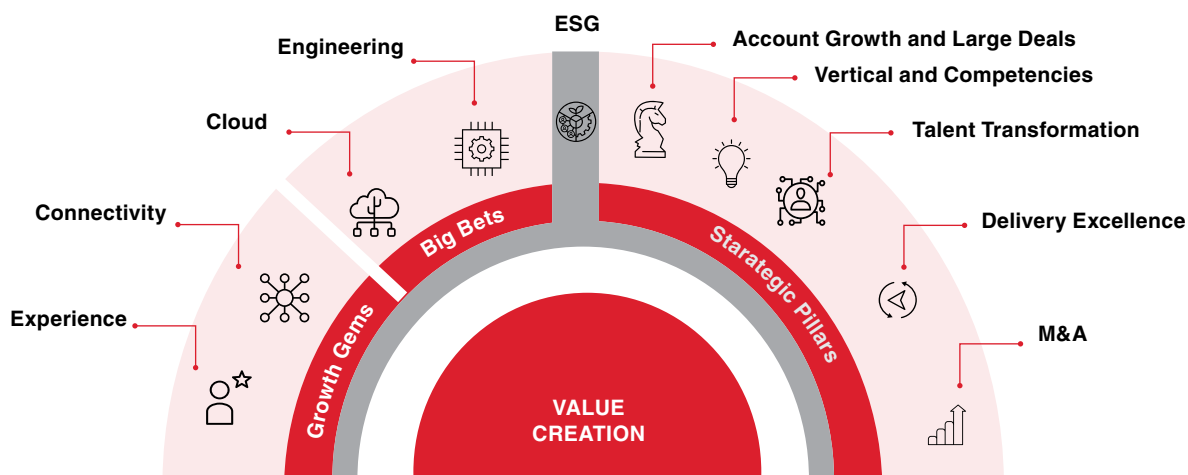 ESG
Engineering
Cloud
Connectivity
Experience
Account Growth and Large Deals
Vertical and Competencies
Talent Transformation
Delivery Excellence
M&A
Growth Gems
Big Bets
Starategic Pillars
VALUE
CREATION